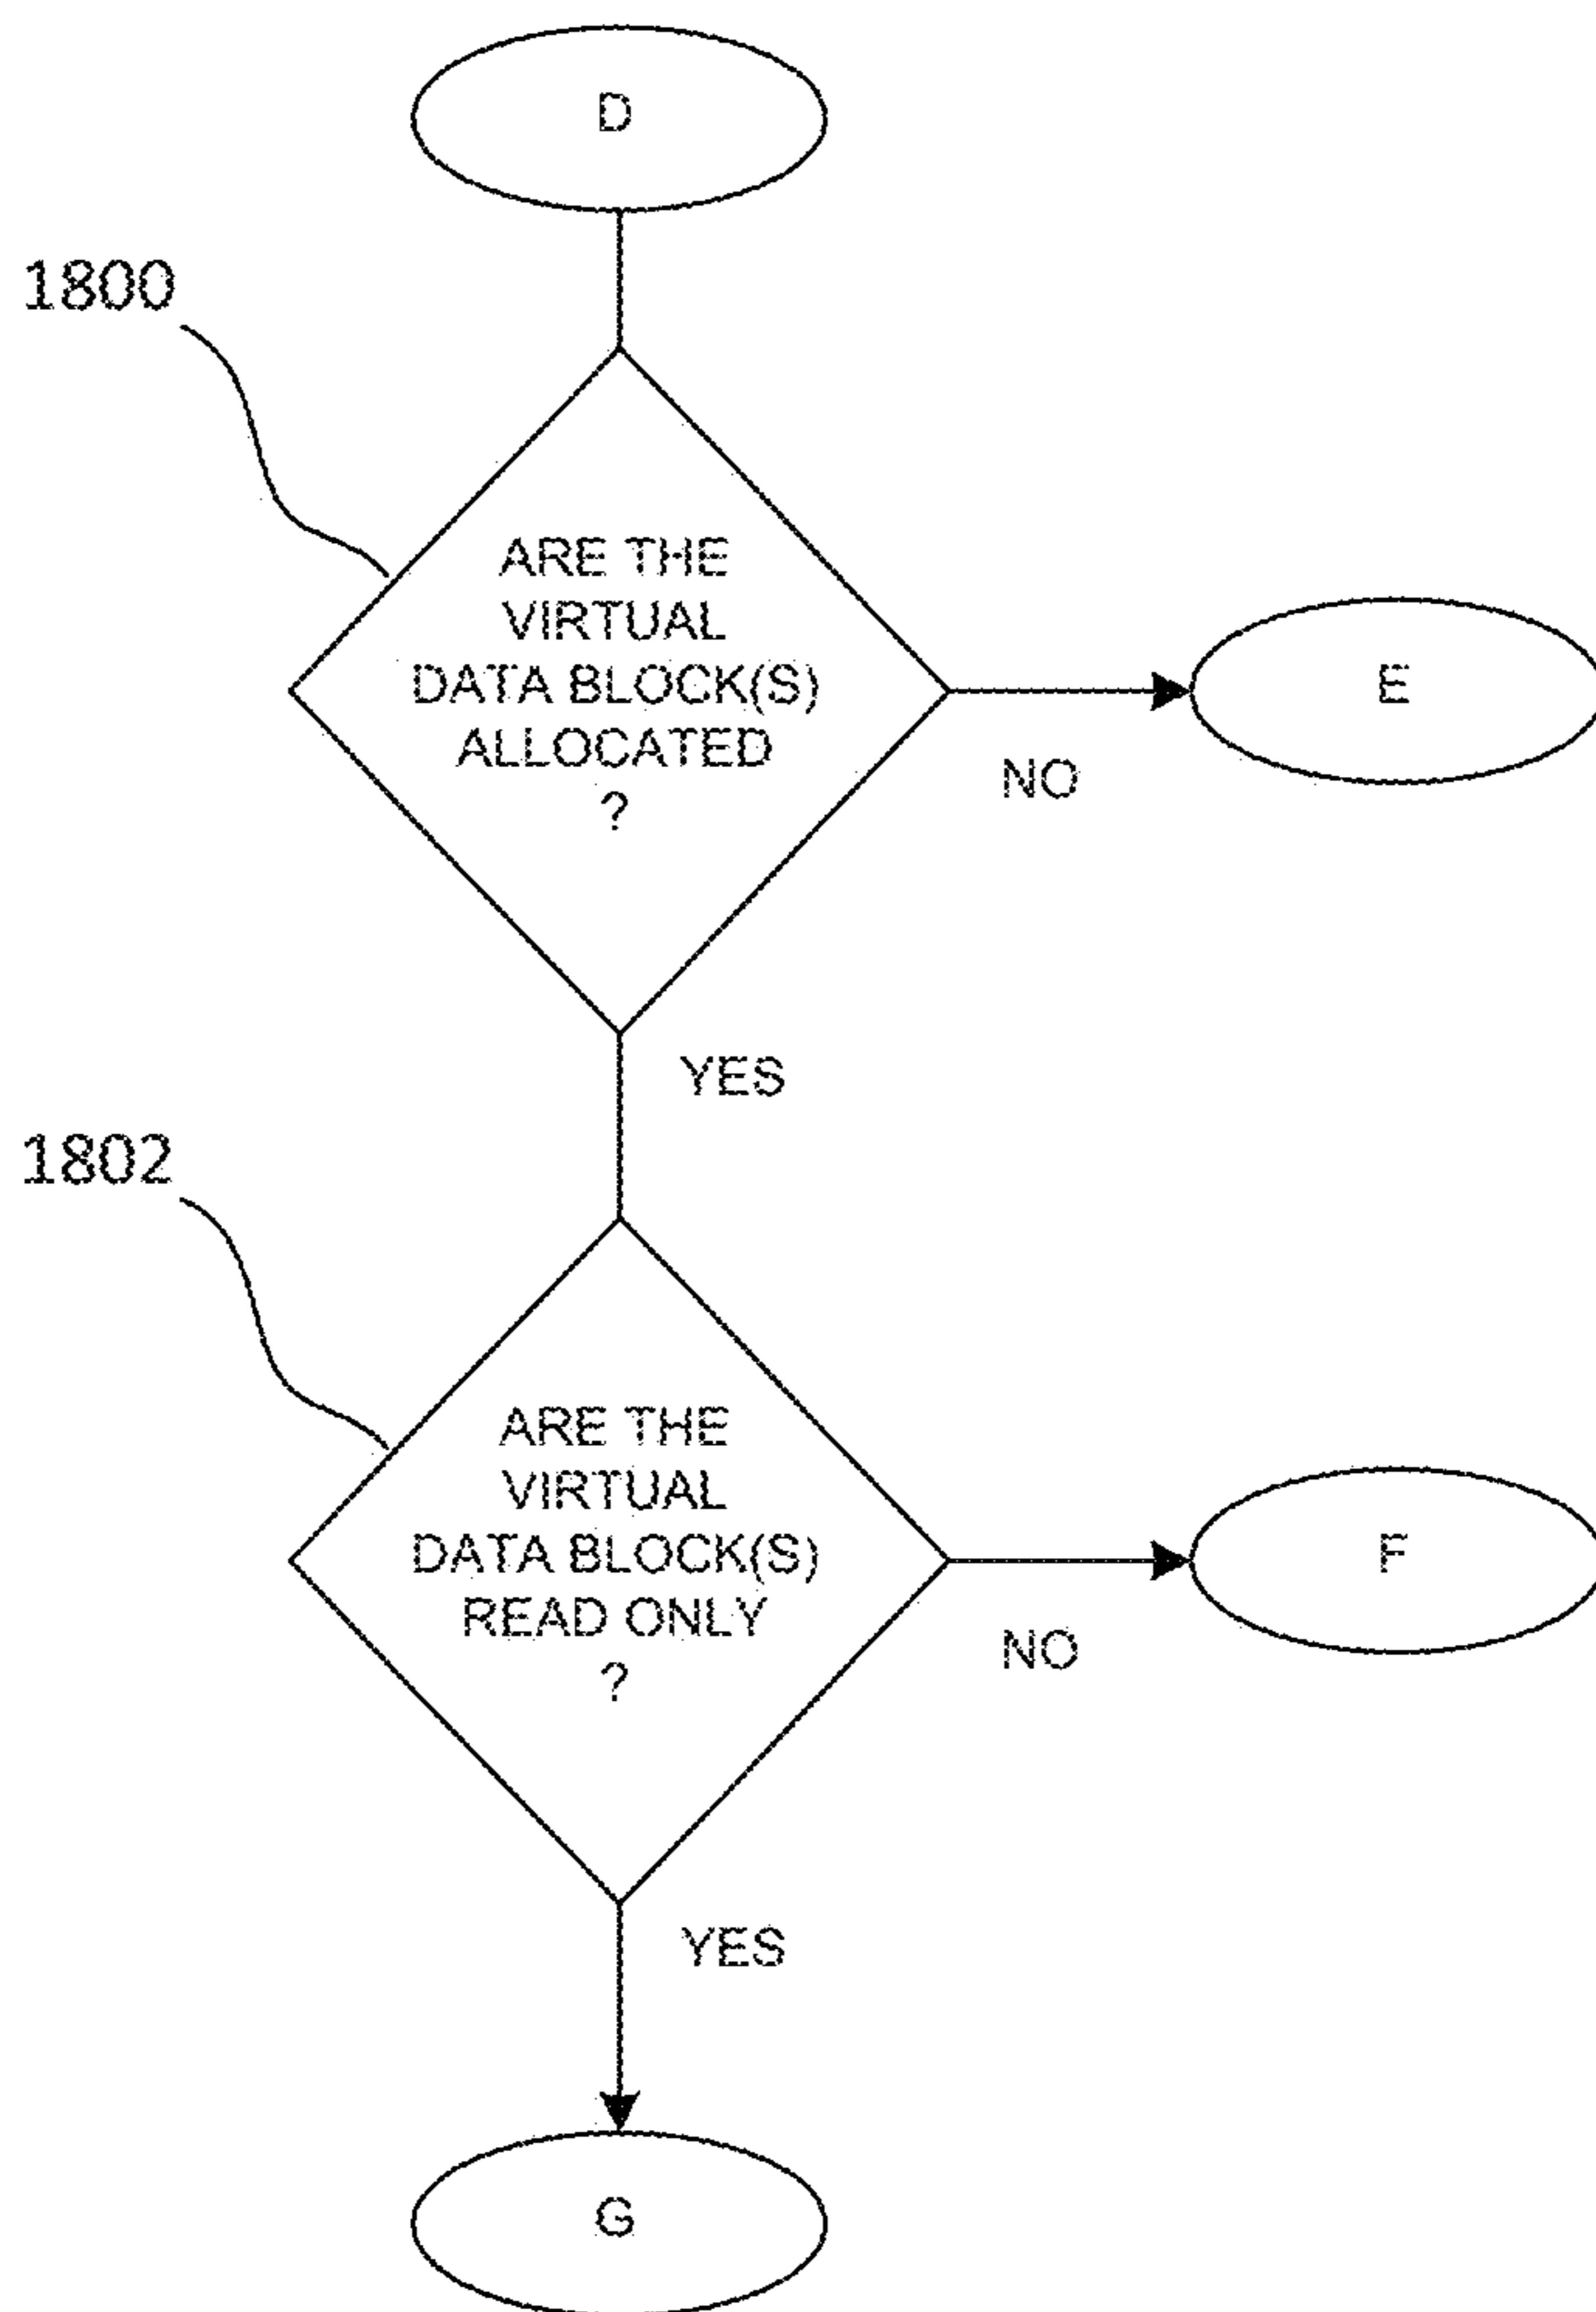 D
1800
ARE THE
VIRTUAL
DATA BLOCK(S)
ALLOCATED
?
E
NO
YES
1802
ARE THE
VIRTUAL
DATA BLOCK(S)
READ ONLY
?
F
NO
YES
G